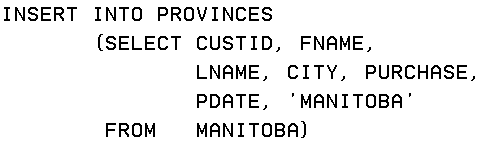 INSERT INTO PROVINCES
(SELECT CUSTID, FNAME,
LNAME, CITY, PURCHASE,
PDATE, 'MANITOBA'
FROM MANITOBA)